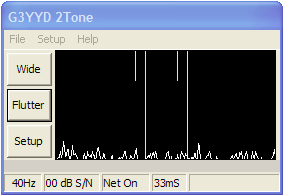 G3YYD 2Tone
File Setup Help
Wide
Flutter
Setup
40Hz 00 dB S/N Net On 33mS